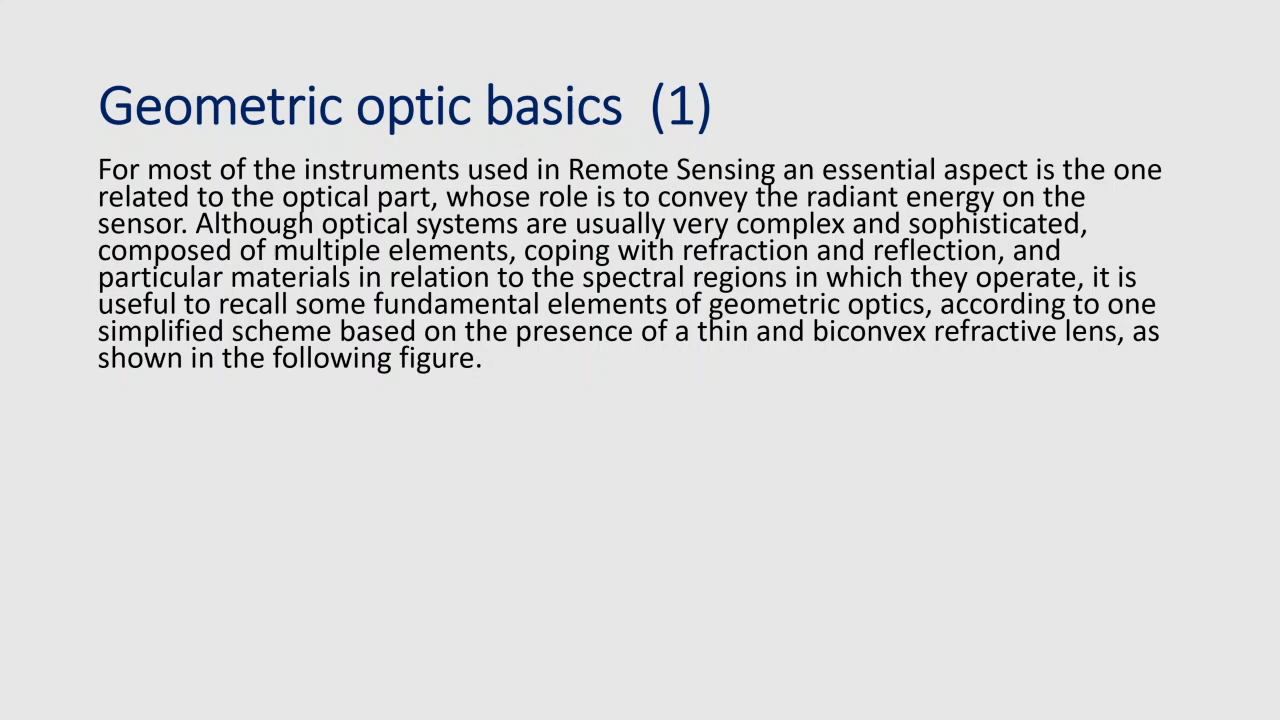 Geometric optic basics  (1)
For most of the instruments used in Remote Sensing an essential aspect is the one
related to the optical part, whose role is to convey the radiant energy on the
sensor. Although optical systems are usually very complex and sophisticated,
composed of multiple elements, coping with refraction and reflection, and
particular materials in relation to the spectral regions in which they operate, it is
useful to recall some fundamental elements of geometric optics, according to one
simplified scheme based on the presence of a thin and biconvex refractive lens, as
shown in the following figure.